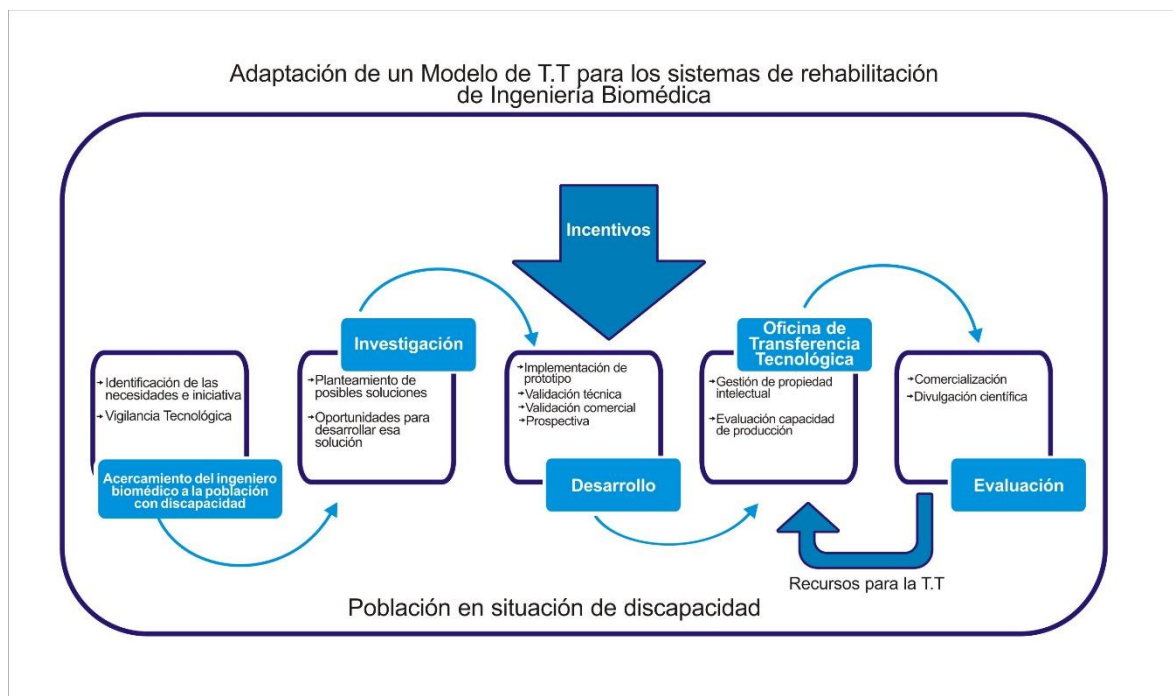 Adaptación de un Modelo de T.T para los sistemas de rehabilitación
de Ingeniería Biomédica
Incentivos
➔Identificación de las
necesidades e iniciativa
➔Vigilancia Tecnológica
Acercamiento del ingeniero
biomédico a la población
con discapacidad
Investigación
➔Planteamiento de
posibles soluciones
➔Oportunidades para
desarrollar esa
solución
➔Implementación de
prototipo
➔Validación técnica
➔Validación comercial
➔Prospectiva
Desarrollo
Oficina de
Transferencia
Tecnológica
➔Gestión de propiedad
intelectual
➔Evaluación capacidad
de producción
➔Comercialización
➔Divulgación científica
Evaluación
Recursos para la T.T
Población en situación de discapacidad